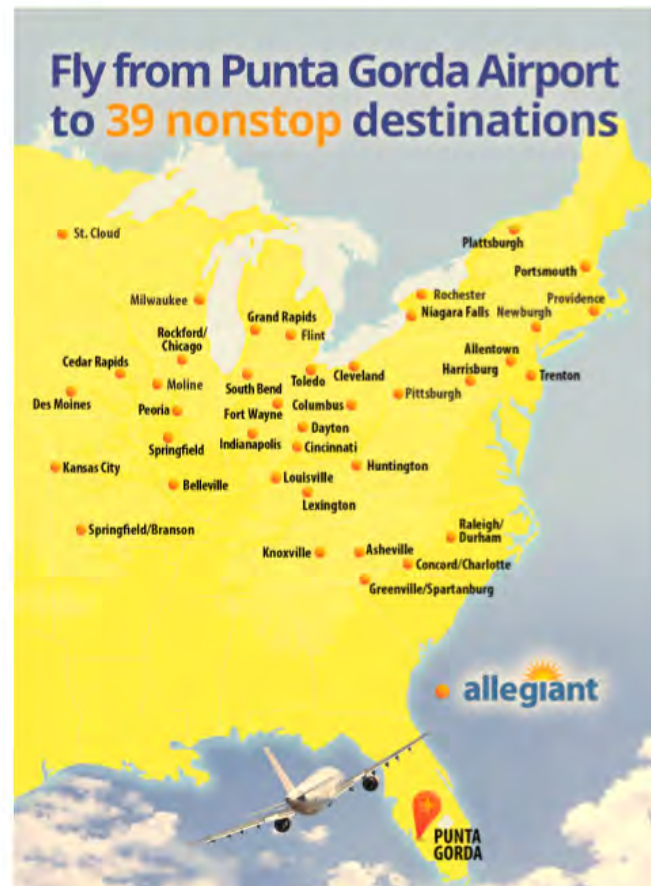 Fly from Punta Gorda Airport
to 39 nonstop destinations
St. Cloud
Plattsburgh
Portsmouth
Milwaukee
Rochester
Providence
Grand Rapids
Niagara Falls
Newburgh
Rockford/
Chicago
Flint
Allentown
Cedar Rapids
Moline
South Bend
Toledo
Cleveland
Harrisburg
Trenton
Des Moines
Peoria
Fort Wayne
Columbus
Pittsburgh
Springfield
Indianapolis
Dayton
Cincinnati
Kansas City
Belleville
Louisville
Huntington
Lexington
Springfield/Branson
Raleigh/
Durham
Knoxville
Asheville
Concord/Charlotte
Greenville/Spartanburg
allegiant
PUNTA
GORDA